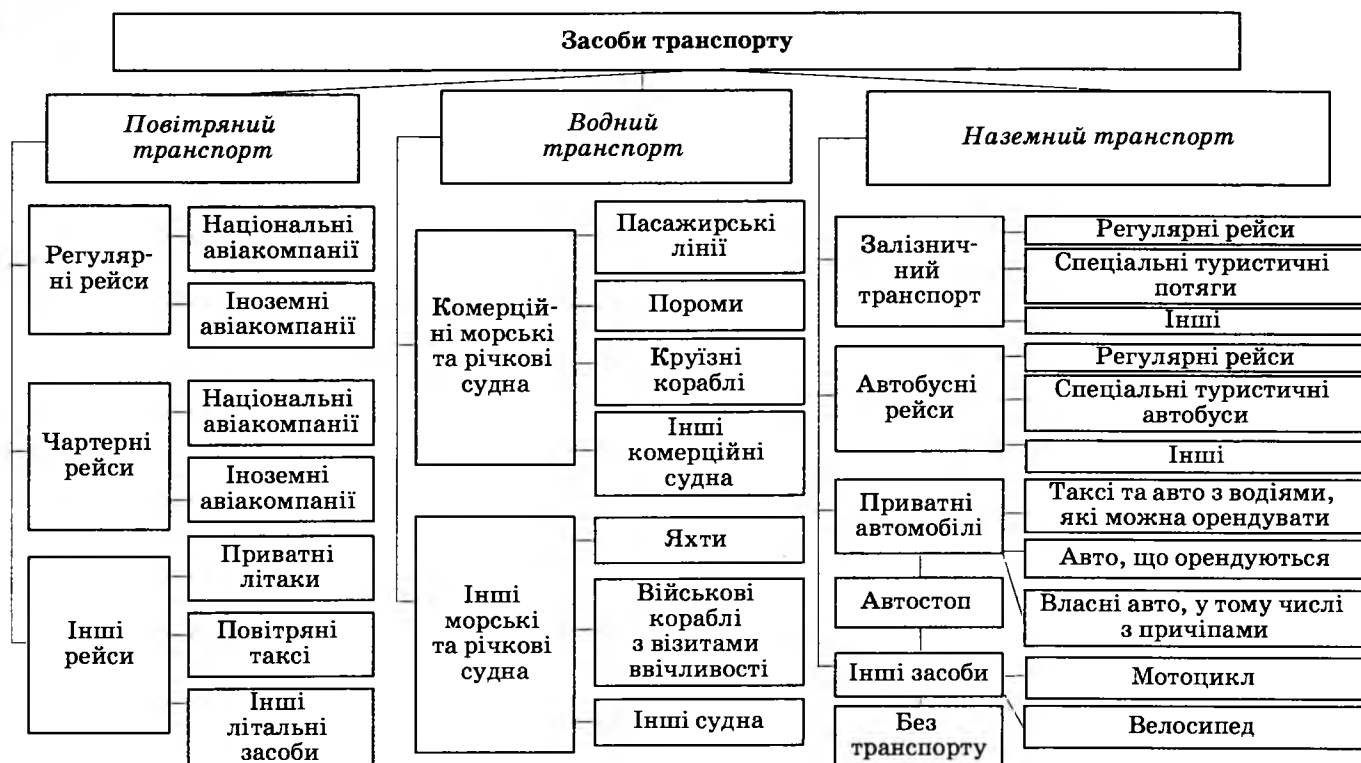 Засоби транспорту
Повітряний
транспорт
Регуляр-
ні рейси
Національні
авіакомпанії
Іноземні
авіакомпанії
Чартерні
рейси
Національні
авіакомпанії
Іноземні
авіакомпанії
Інші
рейси
Приватні
літаки
Повітряні
таксі
Інші
літальні
засоби
Водний
транспорт
Комерцій-
ні морські
та річкові
судна
Пасажирські
лінії
Пороми
Круїзні
кораблі
Інші
комерційні
судна
Інші
морські
та річкові
судна
Яхти
Військові
кораблі
з візитами
ввічливості
Інші судна
Наземний транспорт
Залізнич-
ний
транспорт
Регулярні рейси
Спеціальні туристичні
потяги
Інші
Автобусні
рейси
Регулярні рейси
Спеціальні туристичні
автобуси
Інші
Приватні
автомобілі
Таксі та авто з водіями,
які можна орендувати
Авто, що орендуються
Власні авто, у тому числі
з причіпами
Автостоп
Інші засоби
Мотоцикл
Велосипед
Без
транспорту